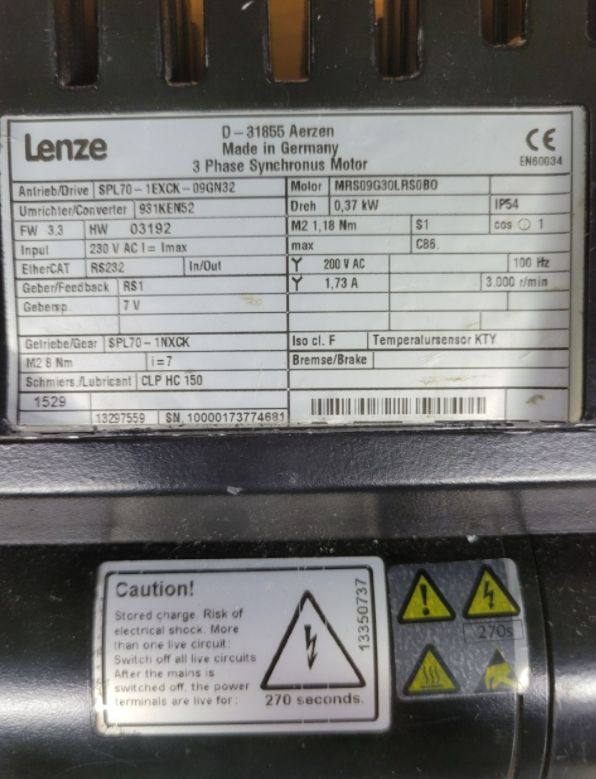 Lenze
D-31855 Aerzen
Made in Germany
3 Phase Synchronus Motor
CE
EN60034
Antrieb/Drive SPL70-1EXCK-09GN32 Motor MRS09G30LRS0B0
Umrichter/Converter 931KEN52 Dreh 0,37 kW IP54
FW 3.3 HW 03192 M2 1,18 Nm S1 cos 1
Input 230 V AC I= Imax max C86.
EtherCAT RS232 In/Out Y 200 V AC 100 Hz
Geber/Feedback RS1 Y 1,73 A 3.000 r/min
Gebersp. 7 V
Getriebe/Gear SPL70-1NXCK Iso cl. F Temperatursensor KTY
M2 8 Nm i=7 Bremse/Brake
Schmiers./Lubricant CLP HC 150
1529
13297559 SN. 10000173774681
Caution!
Stored charge. Risk of
electrical shock. More
than one live circuit:
Switch off all live circuits
After the mains is
switched off, the power
terminals are live for:
270 seconds.
13350737
270s